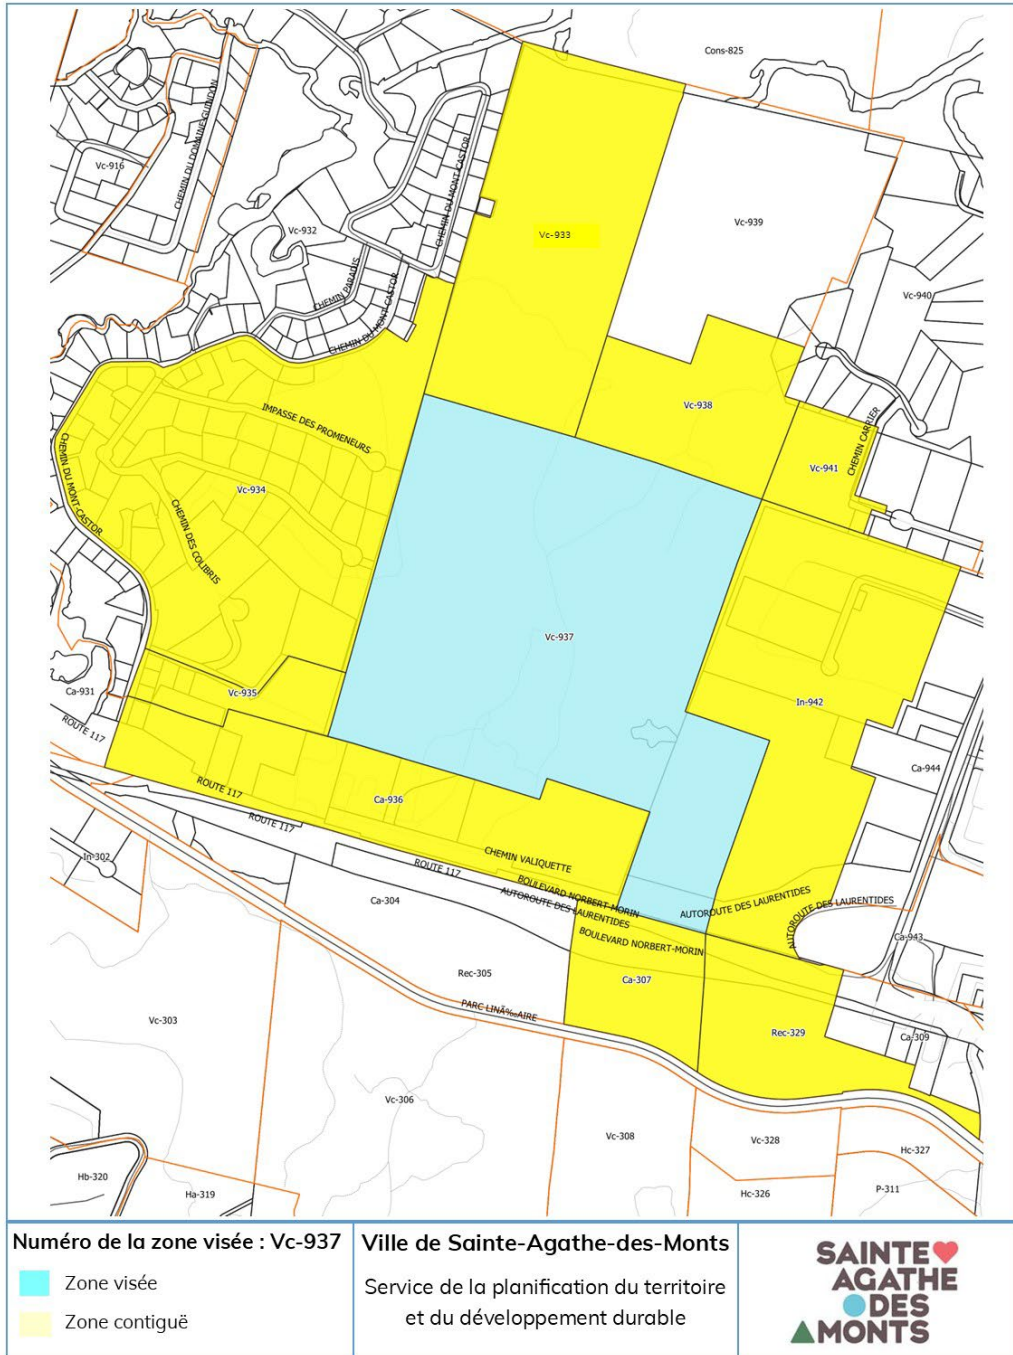 Cons-825
Vc-916
CHEMIN DU DOMAINE-GUINDON
CHEMIN DU MONT-CASTOR
Vc-932
Vc-933
Vc-939
CHEMIN PARADIS
CHEMIN DU MONT-CASTOR
Vc-940
IMPASSE DES PROMENEURS
Vc-938
CHEMIN CARRIER
CHEMIN DU MONT-CASTOR
Vc-934
Vc-941
CHEMIN DES COLIBRIS
Vc-937
Ca-931
Vc-935
In-942
ROUTE 117
Ca-944
ROUTE 117
Ca-936
ROUTE 117
In-302
CHEMIN VALIQUETTE
ROUTE 117
BOULEVARD NORBERT-MORIN
AUTOROUTE DES LAURENTIDES
Ca-304
AUTOROUTE DES LAURENTIDES
AUTOROUTE DES LAURENTIDES
BOULEVARD NORBERT-MORIN
Ca-943
Rec-305
Ca-307
PARC LINÃ‰AIRE
Vc-303
Rec-329
Ca-309
Vc-306
Vc-308
Vc-328
Hc-327
Hb-320
Ha-319
Hc-326
P-311
Numéro de la zone visée : Vc-937
Zone visée
Zone contiguë
Ville de Sainte-Agathe-des-Monts
Service de la planification du territoire
et du développement durable
SAINTE
AGATHE
DES
MONTS